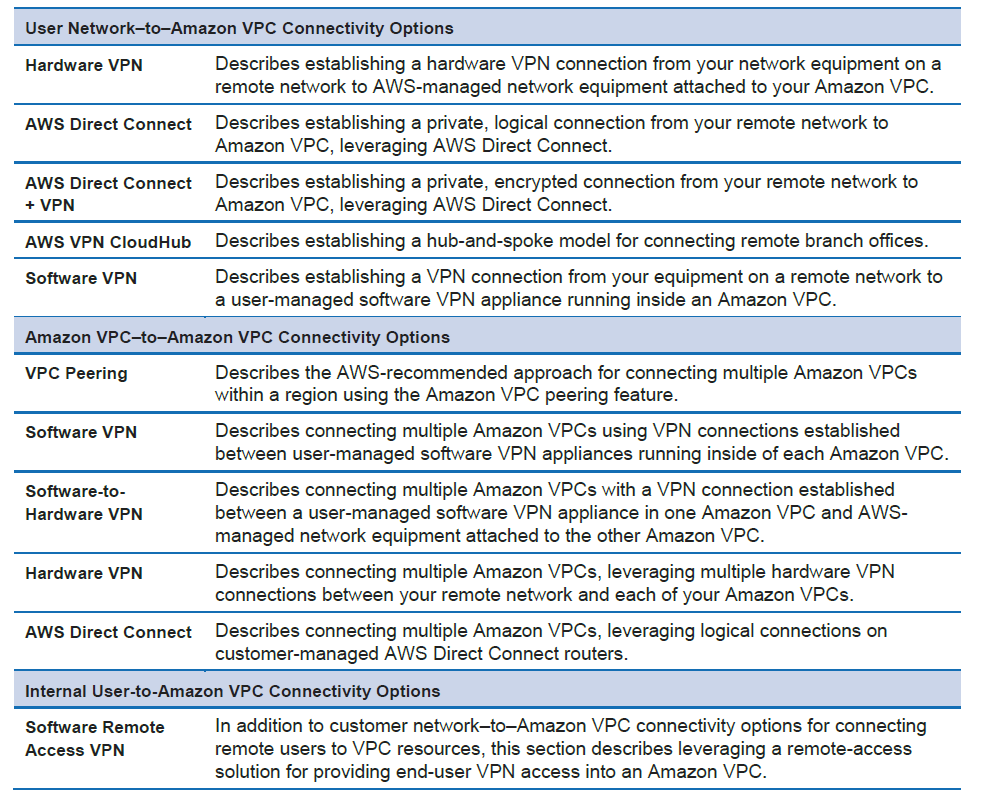 User Network–to–Amazon VPC Connectivity Options
Hardware VPN
Describes establishing a hardware VPN connection from your network equipment on a
remote network to AWS-managed network equipment attached to your Amazon VPC.
AWS Direct Connect
Describes establishing a private, logical connection from your remote network to
Amazon VPC, leveraging AWS Direct Connect.
AWS Direct Connect
+ VPN
Describes establishing a private, encrypted connection from your remote network to
Amazon VPC, leveraging AWS Direct Connect.
AWS VPN CloudHub
Describes establishing a hub-and-spoke model for connecting remote branch offices.
Software VPN
Describes establishing a VPN connection from your equipment on a remote network to
a user-managed software VPN appliance running inside an Amazon VPC.
Amazon VPC–to–Amazon VPC Connectivity Options
VPC Peering
Describes the AWS-recommended approach for connecting multiple Amazon VPCs
within a region using the Amazon VPC peering feature.
Software VPN
Describes connecting multiple Amazon VPCs using VPN connections established
between user-managed software VPN appliances running inside of each Amazon VPC.
Software-to-
Hardware VPN
Describes connecting multiple Amazon VPCs with a VPN connection established
between a user-managed software VPN appliance in one Amazon VPC and AWS-
managed network equipment attached to the other Amazon VPC.
Hardware VPN
Describes connecting multiple Amazon VPCs, leveraging multiple hardware VPN
connections between your remote network and each of your Amazon VPCs.
AWS Direct Connect
Describes connecting multiple Amazon VPCs, leveraging logical connections on
customer-managed AWS Direct Connect routers.
Internal User-to-Amazon VPC Connectivity Options
Software Remote
Access VPN
In addition to customer network–to–Amazon VPC connectivity options for connecting
remote users to VPC resources, this section describes leveraging a remote-access
solution for providing end-user VPN access into an Amazon VPC.